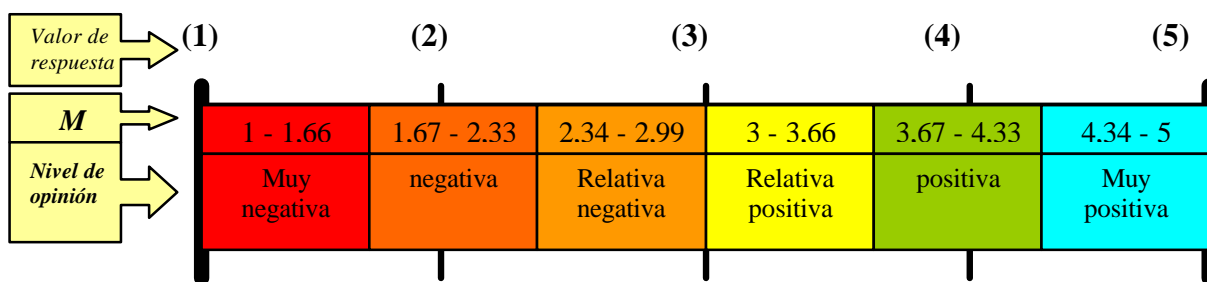 Valor de
respuesta
(1) (2) (3) (4) (5)
M
1 - 1.66 1.67 - 2.33 2.34 - 2.99 3 - 3.66 3.67 - 4.33 4.34 - 5
Nivel de
opinión
Muy
negativa
negativa
Relativa
negativa
Relativa
positiva
positiva
Muy
positiva